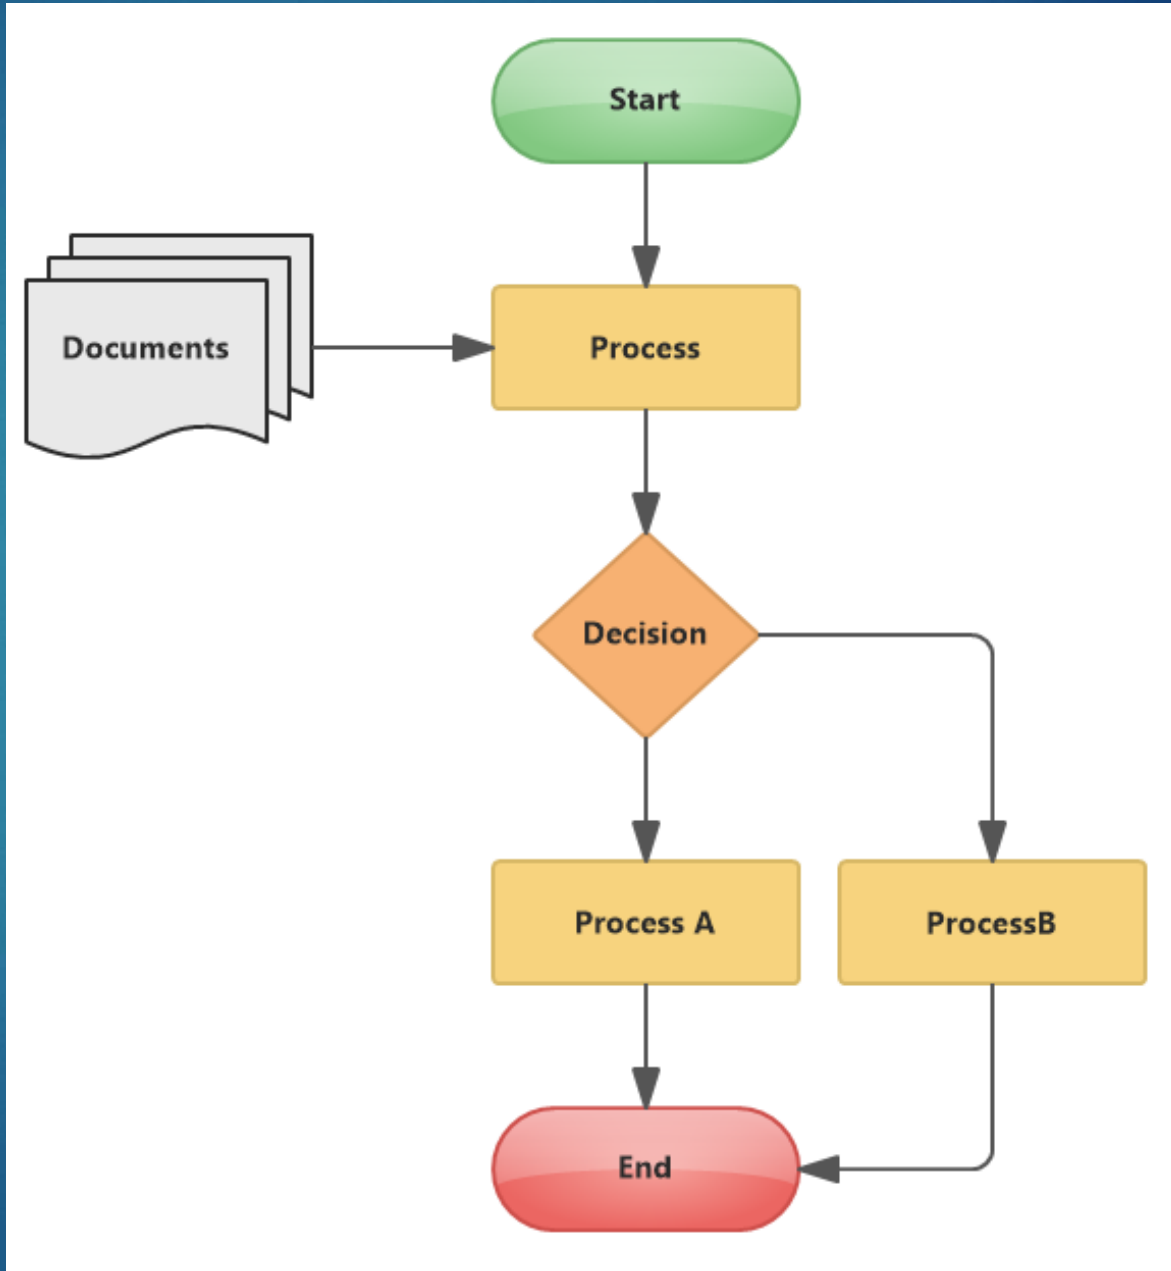 Start
Documents
Process
Decision
Process A
ProcessB
End